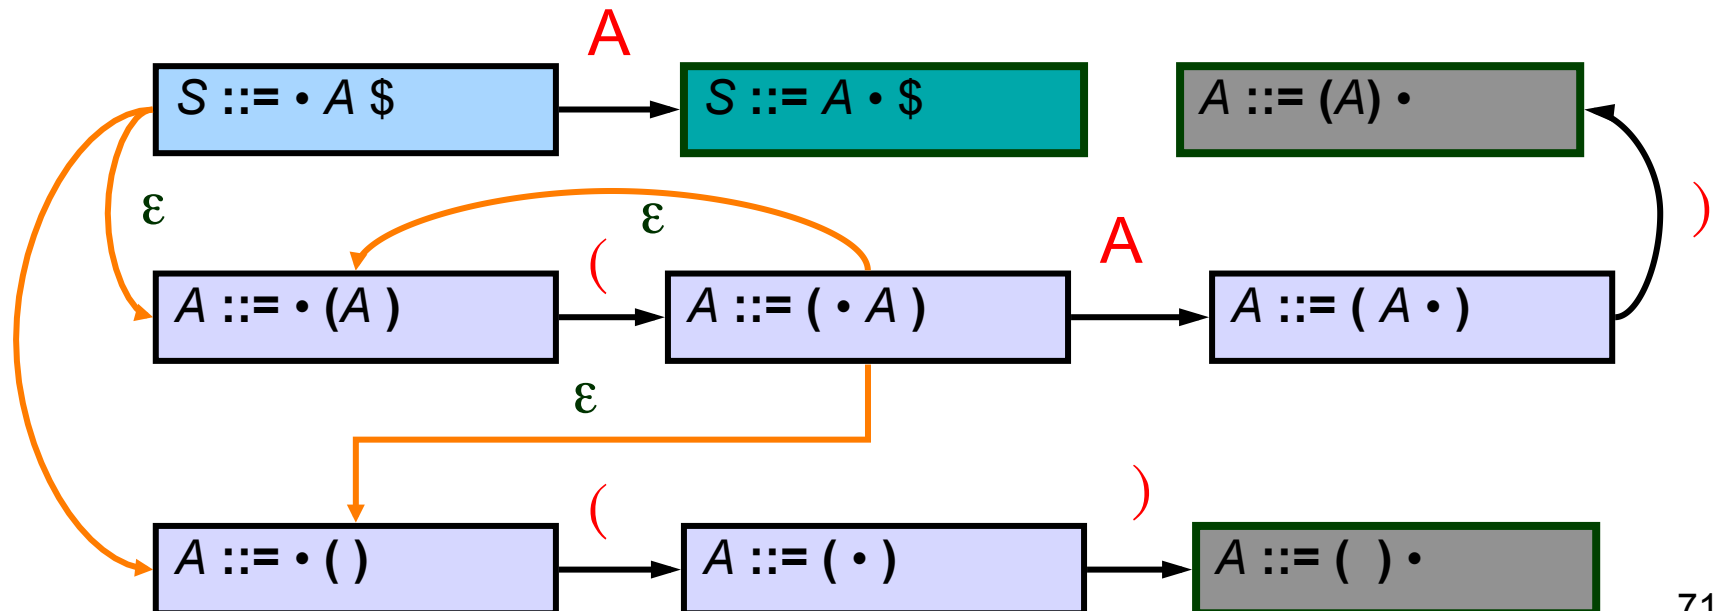 A
S ::= • A $
S ::= A • $
A ::= (A) •
ε
ε
)
(
A
A ::= • (A )
A ::= ( • A )
A ::= ( A • )
ε
(
)
A ::= • ( )
A ::= ( • )
A ::= ( ) •
71